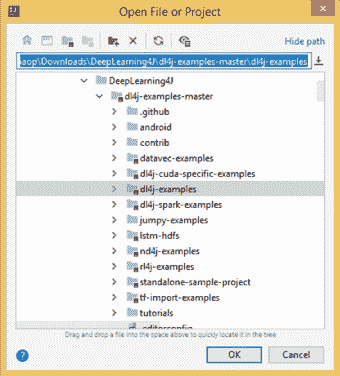 Open File or Project
Hide path
aop\Downloads\DeepLearning4J\dl4j-examples-master\dl4j-examples
DeepLearning4J
dl4j-examples-master
.github
android
contrib
datavec-examples
dl4j-cuda-specific-examples
dl4j-examples
dl4j-spark-examples
jumpy-examples
lstm-hdfs
nd4j-examples
rl4j-examples
standalone-sample-project
tf-import-examples
tutorials
.editorconfig
Drag and drop a file into the space above to quickly locate it in the tree
OK
Cancel